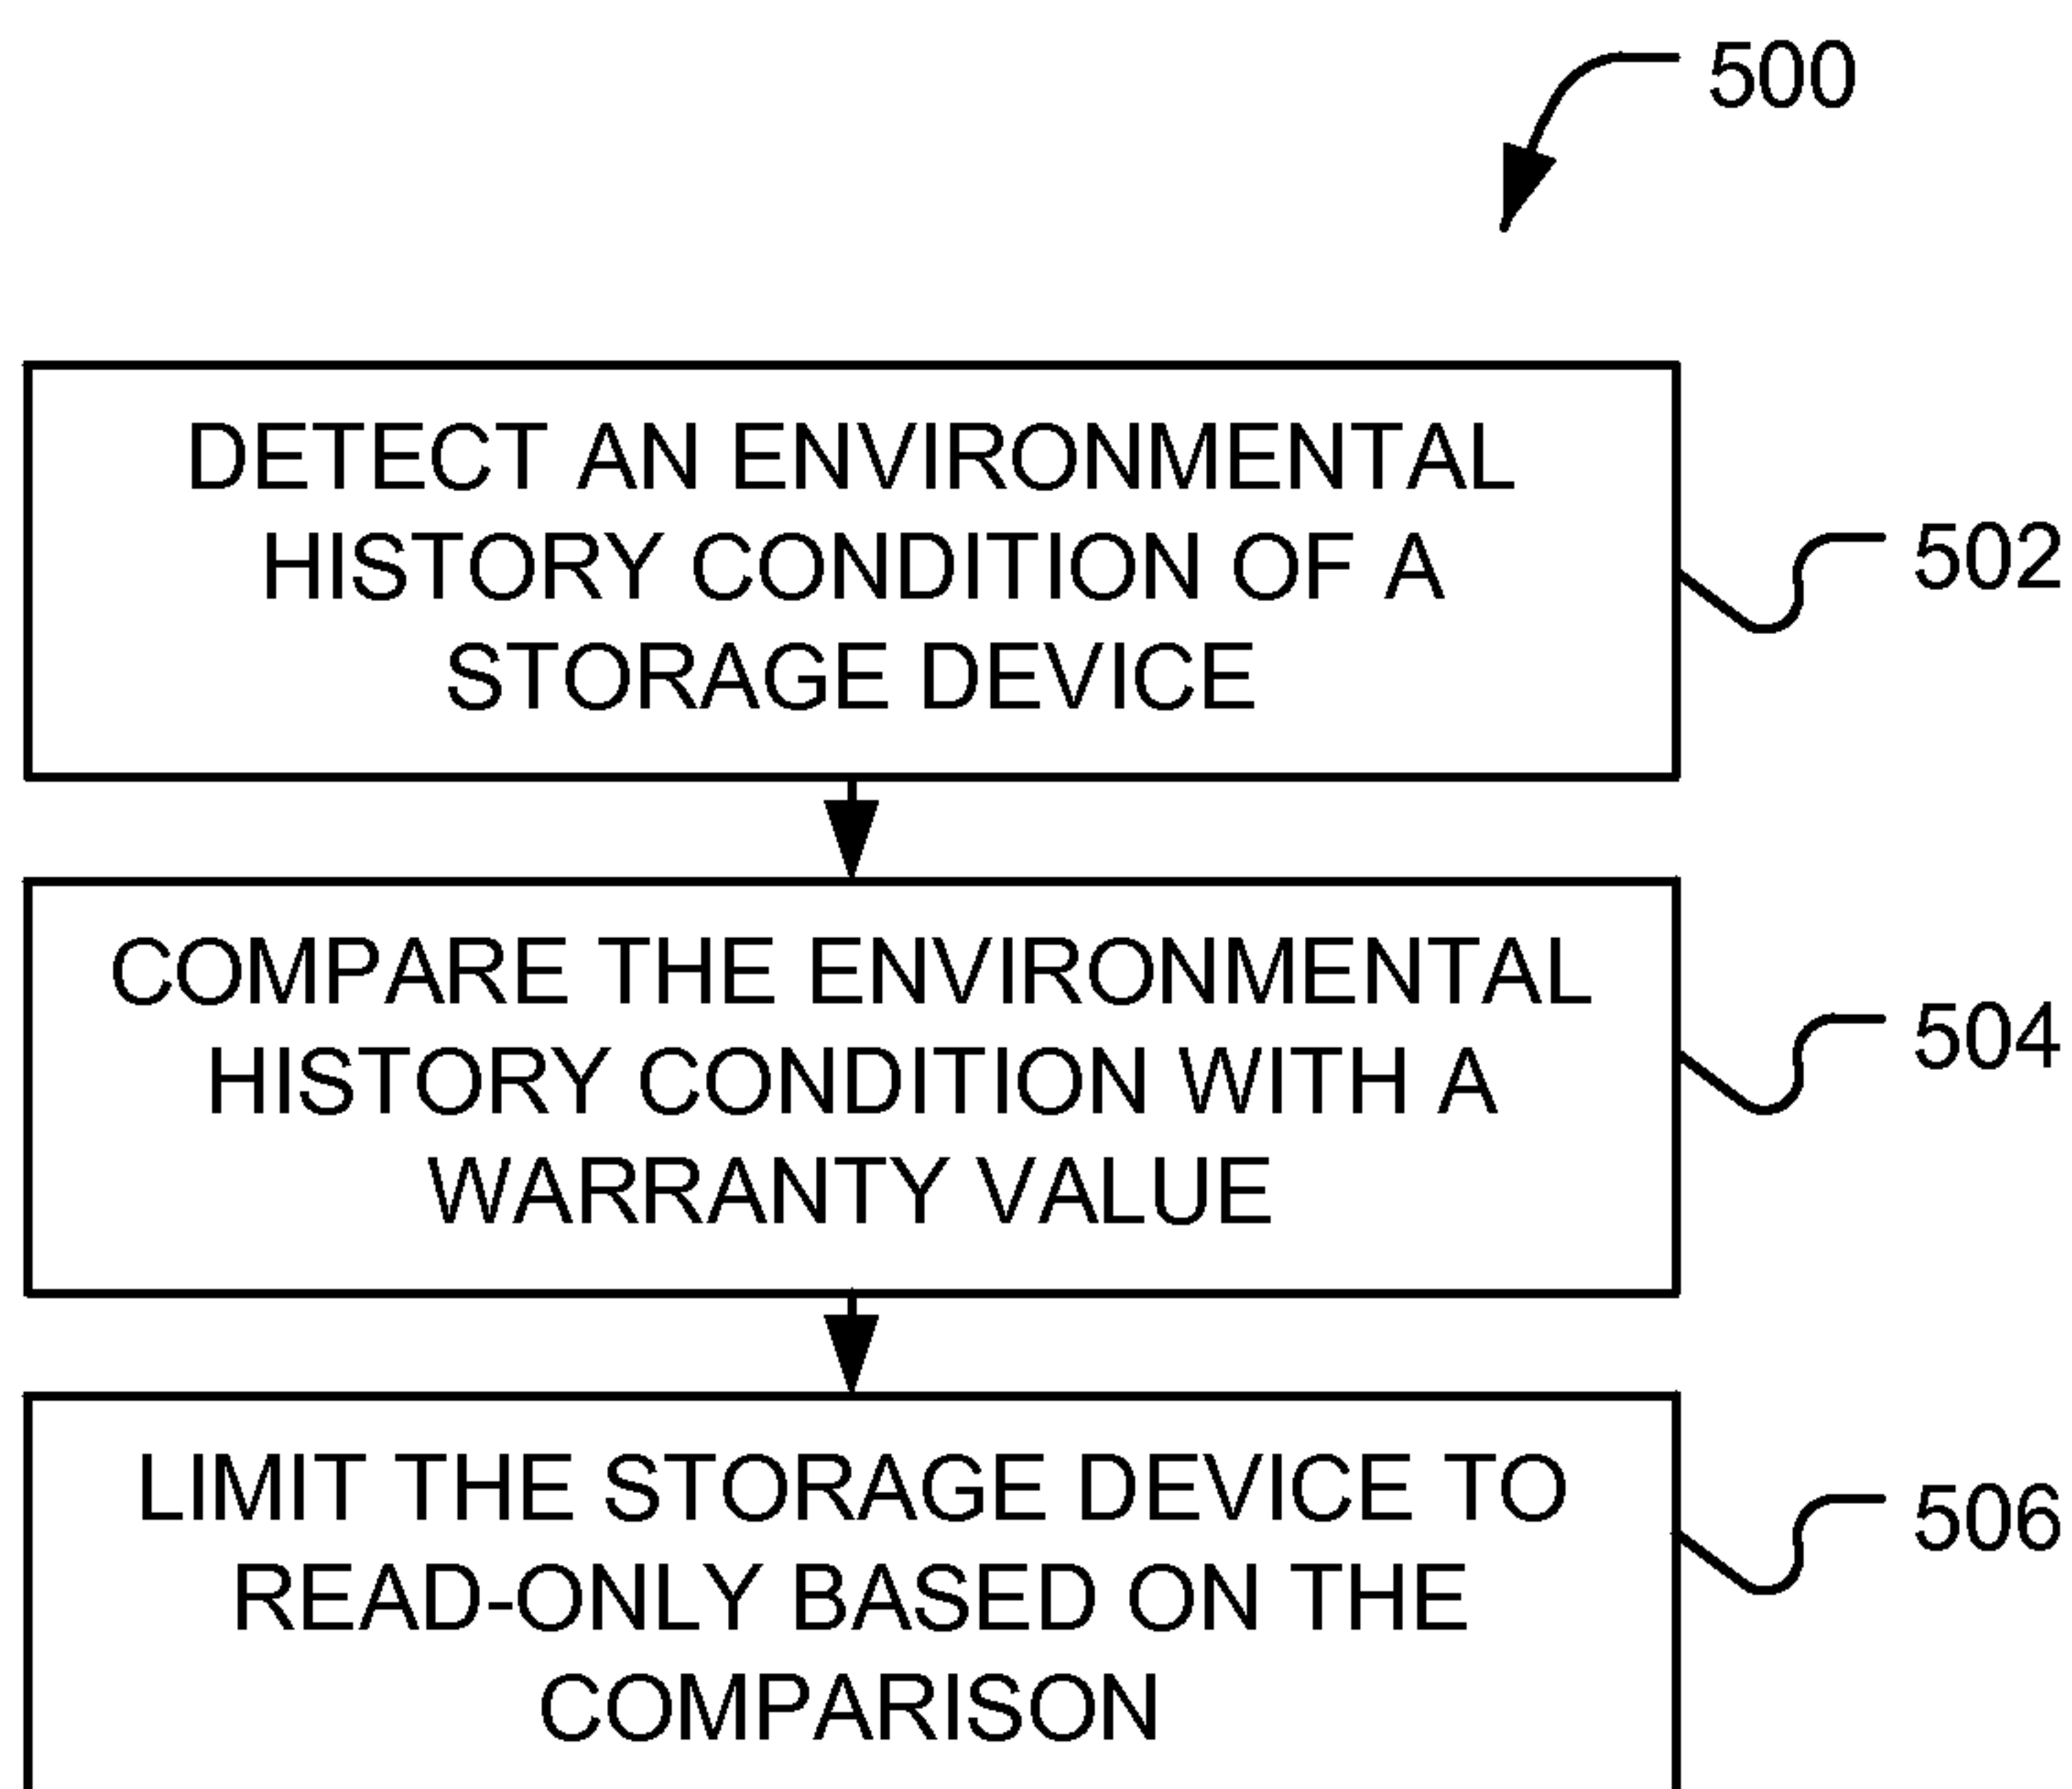 500
DETECT AN ENVIRONMENTAL
HISTORY CONDITION OF A
STORAGE DEVICE
502
COMPARE THE ENVIRONMENTAL
HISTORY CONDITION WITH A
WARRANTY VALUE
504
LIMIT THE STORAGE DEVICE TO
READ-ONLY BASED ON THE
COMPARISON
506